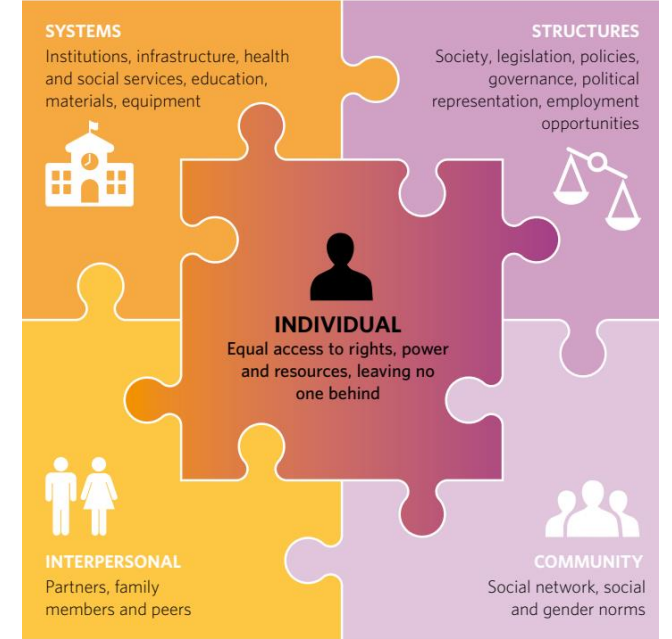 SYSTEMS
Institutions, infrastructure, health
and social services, education,
materials, equipment
STRUCTURES
Society, legislation, policies,
governance, political
representation, employment
opportunities
INDIVIDUAL
Equal access to rights, power
and resources, leaving no
one behind
INTERPERSONAL
Partners, family
members and peers
COMMUNITY
Social network, social
and gender norms